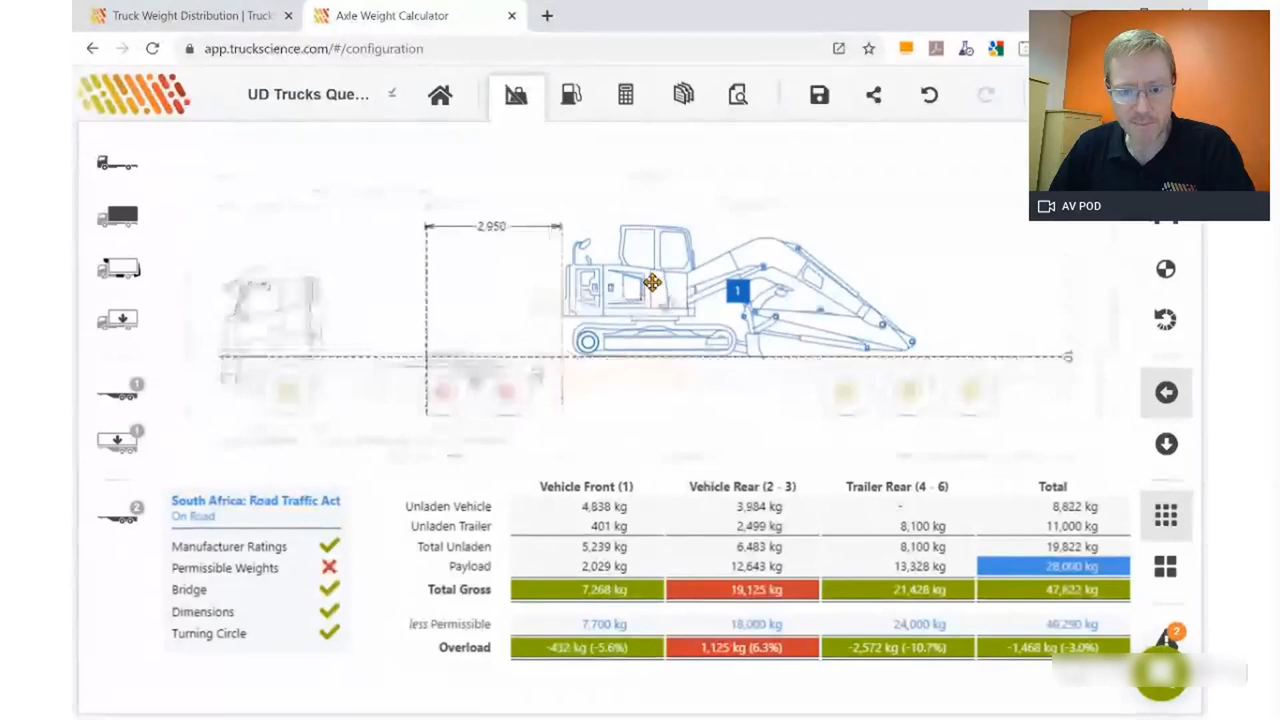 Truck Weight Distribution | Truck
Axle Weight Calculator
app.truckscience.com/#/configuration
UD Trucks Que...
AV POD
2,950
1
1
1
2
South Africa: Road Traffic Act
On Road
Manufacturer Ratings
Permissible Weights
Bridge
Dimensions
Turning Circle
Vehicle Front (1) Vehicle Rear (2 - 3) Trailer Rear (4 - 6) Total
Unladen Vehicle 4,838 kg 3,984 kg - 8,822 kg
Unladen Trailer 401 kg 2,499 kg 8,100 kg 11,000 kg
Total Unladen 5,239 kg 6,483 kg 8,100 kg 19,822 kg
Payload 2,029 kg 12,643 kg 13,328 kg 28,000 kg
Total Gross 7,268 kg 19,125 kg 21,428 kg 47,822 kg
less Permissible 7,700 kg 18,000 kg 24,000 kg
Overload -432 kg (-5.6%) 1,125 kg (6.3%) -2,572 kg (-10.7%) -1,468 kg (-3.0%)
2